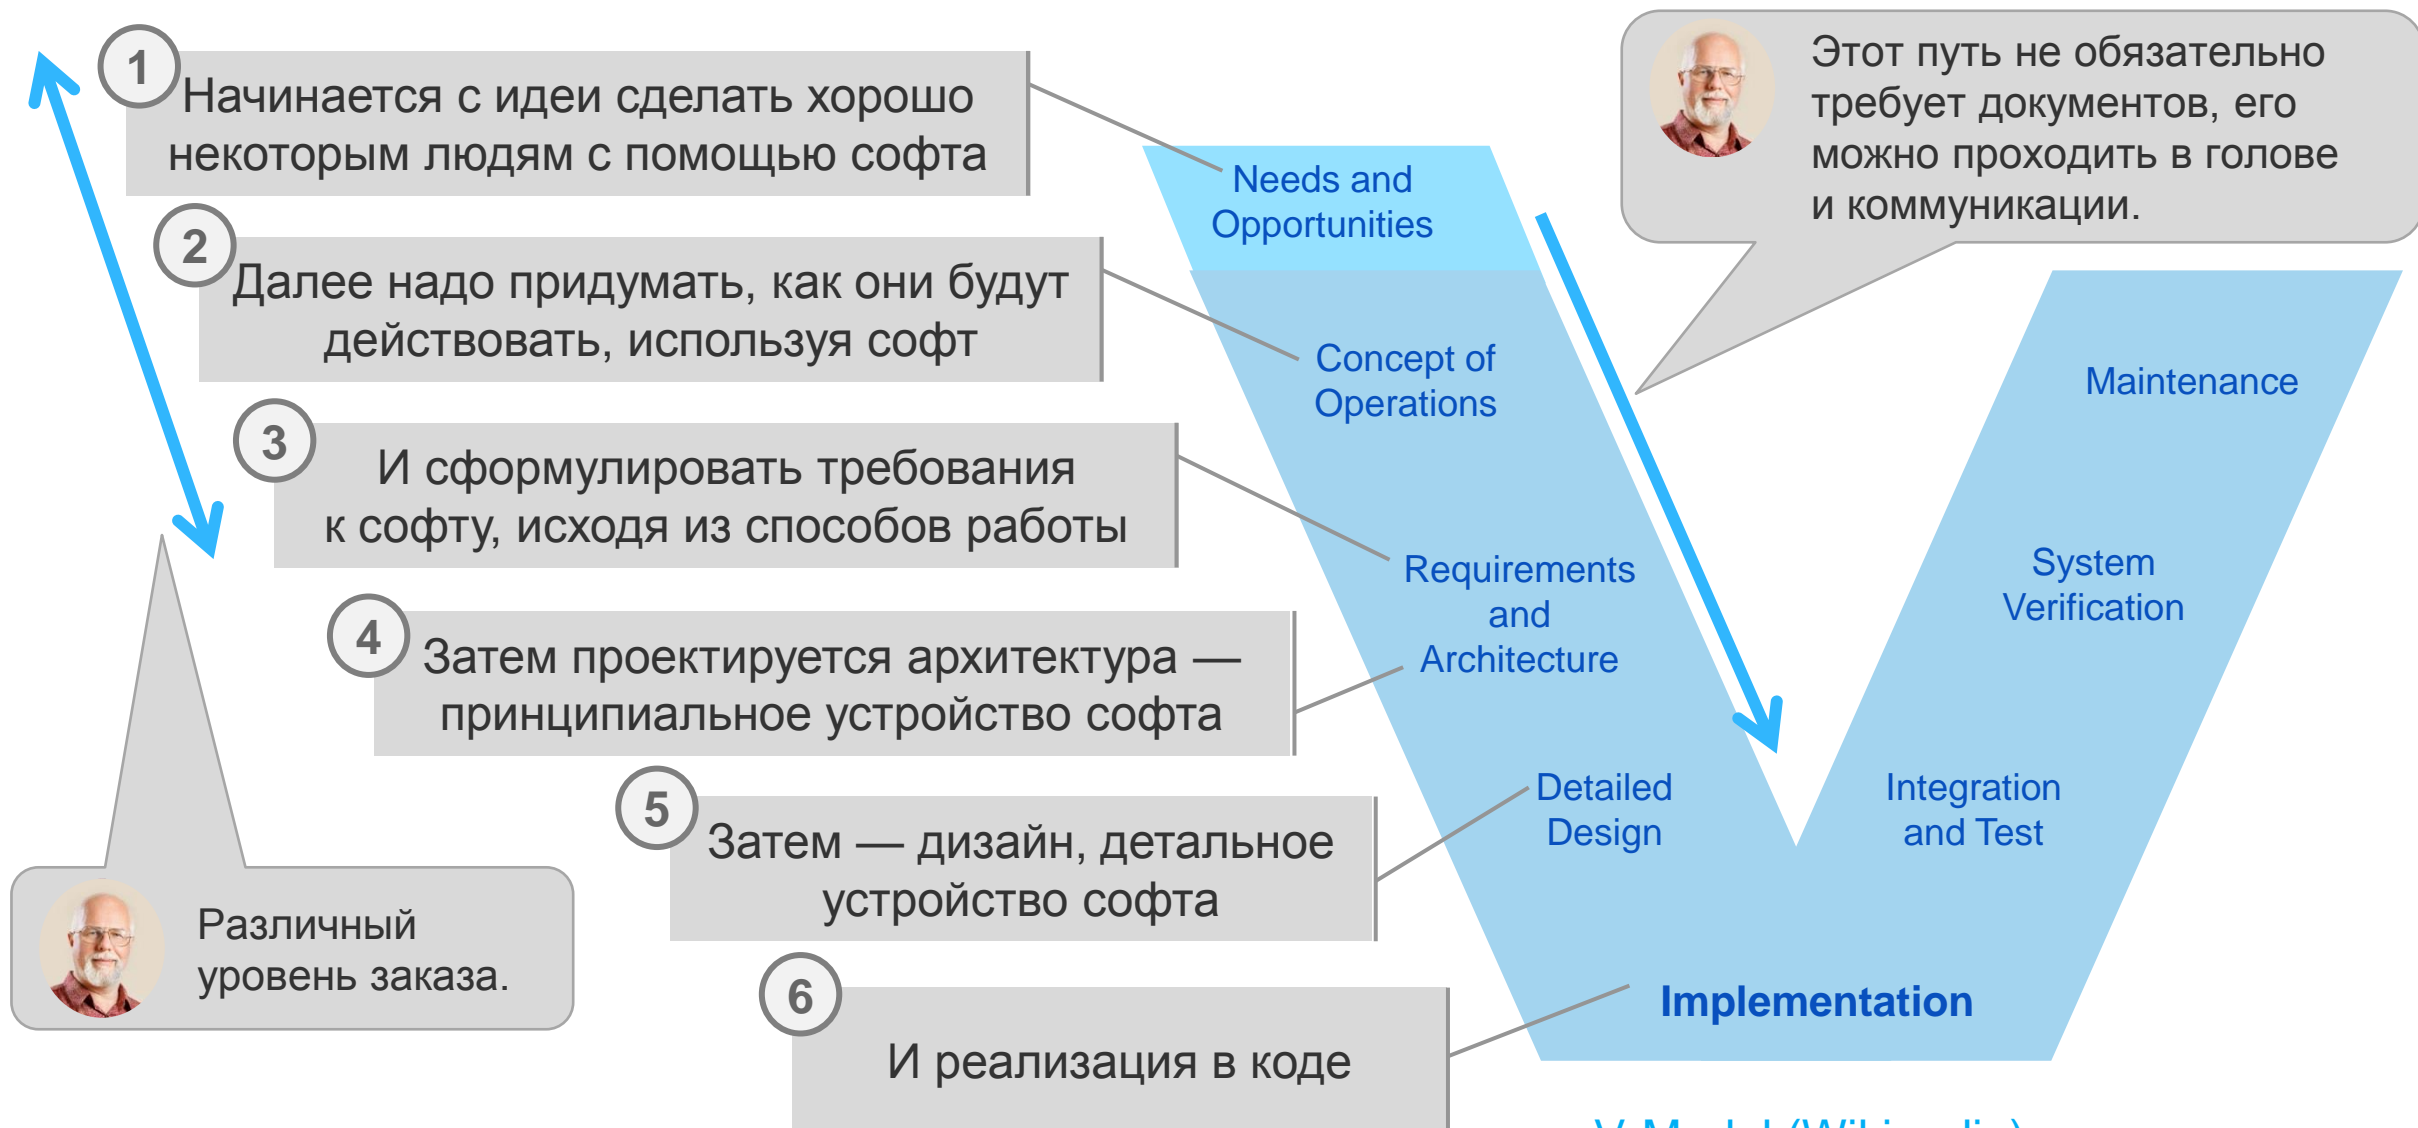 1
Начинается с идеи сделать хорошо
некоторым людям с помощью софта
2
Далее надо придумать, как они будут
действовать, используя софт
3
И сформулировать требования
к софту, исходя из способов работы
4
Затем проектируется архитектура —
принципиальное устройство софта
5
Затем — дизайн, детальное
устройство софта
6
И реализация в коде
Различный
уровень заказа.
Этот путь не обязательно
требует документов, его
можно проходить в голове
и коммуникации.
Needs and
Opportunities
Concept of
Operations
Requirements
and
Architecture
Detailed
Design
Implementation
Integration
and Test
System
Verification
Maintenance
V-Model (Wikipedia)